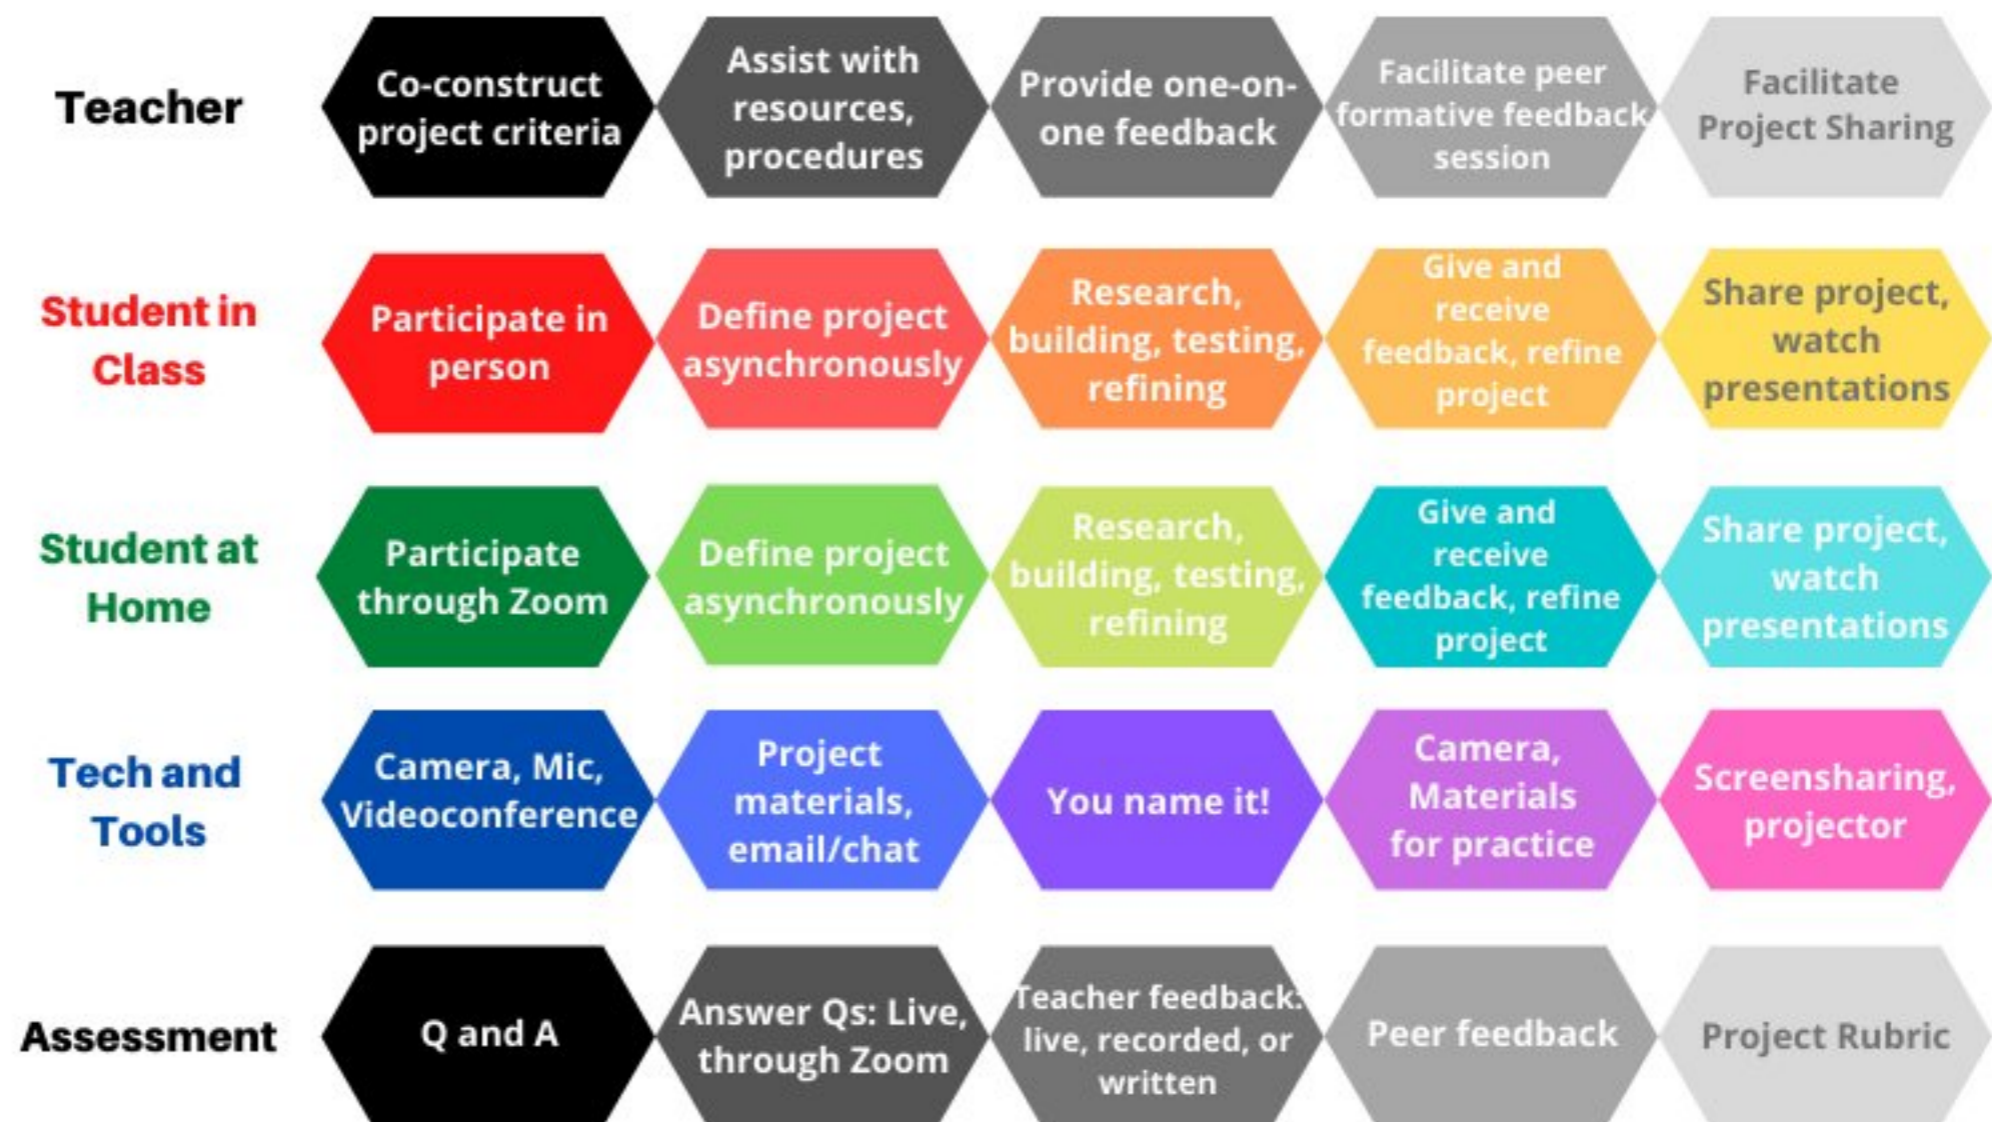 Teacher
Co-construct
project criteria
Assist with
resources,
procedures
Provide one-on-
one feedback
Facilitate peer
formative feedback
session
Facilitate
Project Sharing
Student in
Class
Participate in
person
Define project
asynchronously
Research,
building, testing,
refining
Give and
receive
feedback, refine
project
Share project,
watch
presentations
Student at
Home
Participate
through Zoom
Define project
asynchronously
Research,
building, testing,
refining
Give and
receive
feedback, refine
project
Share project,
watch
presentations
Tech and
Tools
Camera, Mic,
Videoconference
Project
materials,
email/chat
You name it!
Camera,
Materials
for practice
Screensharing,
projector
Assessment
Q and A
Answer Qs: Live,
through Zoom
Teacher feedback:
live, recorded, or
written
Peer feedback
Project Rubric